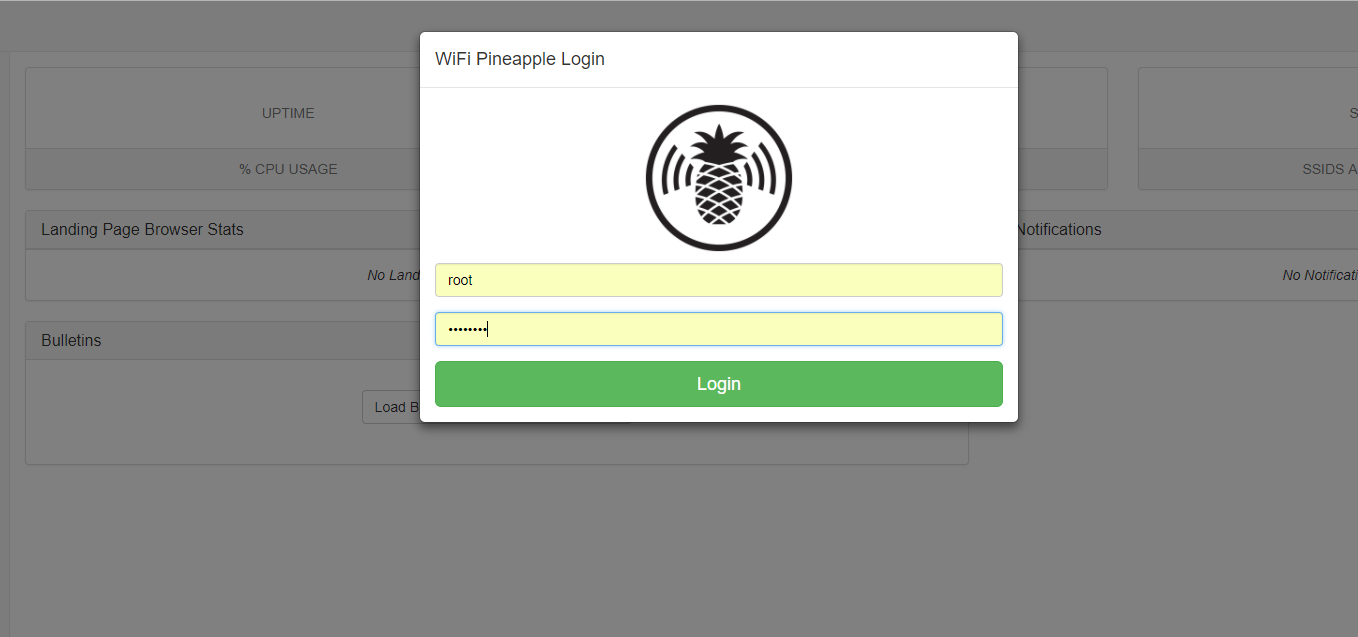 WiFi Pineapple Login
root
••••••••
Login
UPTIME
% CPU USAGE
S
SSIDS A
Landing Page Browser Stats
No Land
Notifications
No Notificati
Bulletins
Load B